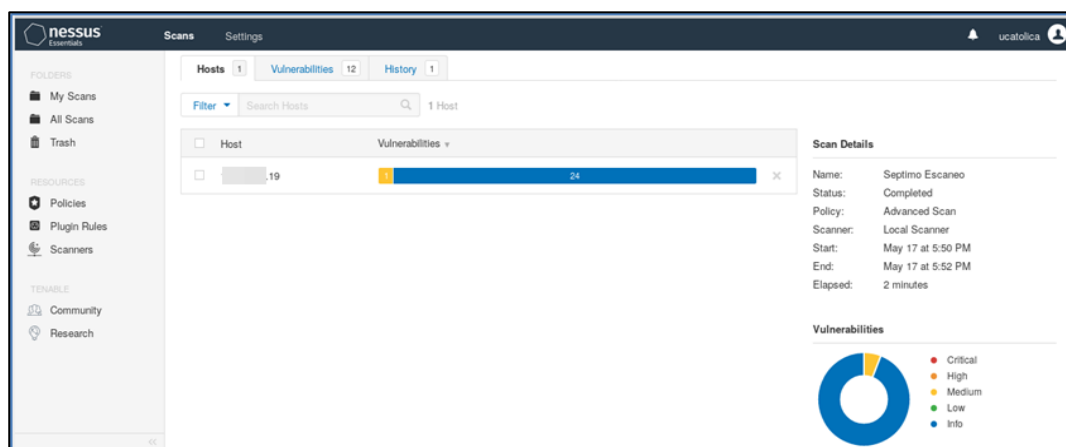 nessus
Essentials
Scans Settings
ucatolica
FOLDERS
My Scans
All Scans
Trash
RESOURCES
Policies
Plugin Rules
Scanners
TENABLE
Community
Research
Hosts 1 Vulnerabilities 12 History 1
Filter Search Hosts 1 Host
Host Vulnerabilities
.19 1 24
Scan Details
Name: Septimo Escaneo
Status: Completed
Policy: Advanced Scan
Scanner: Local Scanner
Start: May 17 at 5:50 PM
End: May 17 at 5:52 PM
Elapsed: 2 minutes
Vulnerabilities
Critical
High
Medium
Low
Info